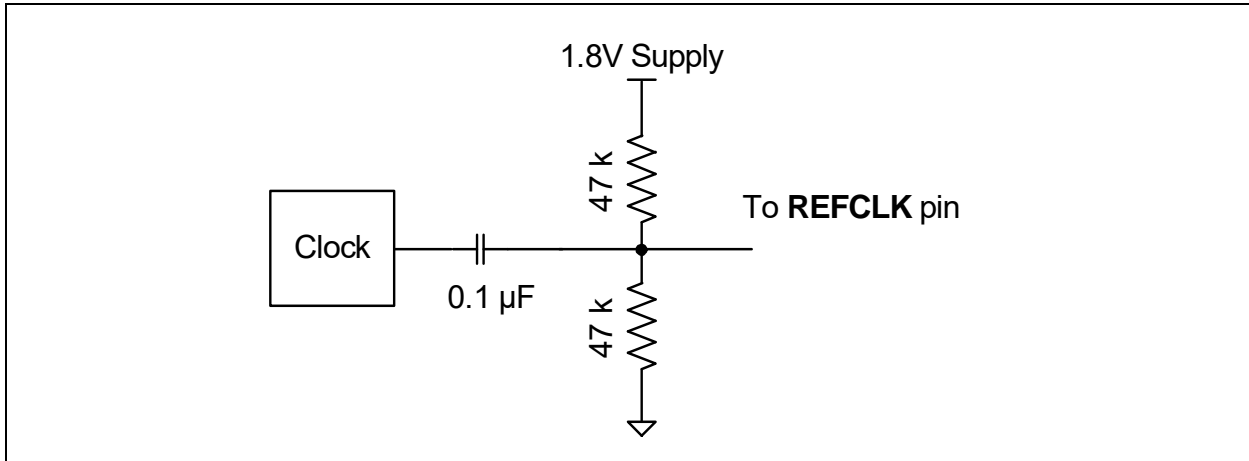 1.8V Supply
47 k
To REFCLK pin
Clock
0.1 µF
47 k